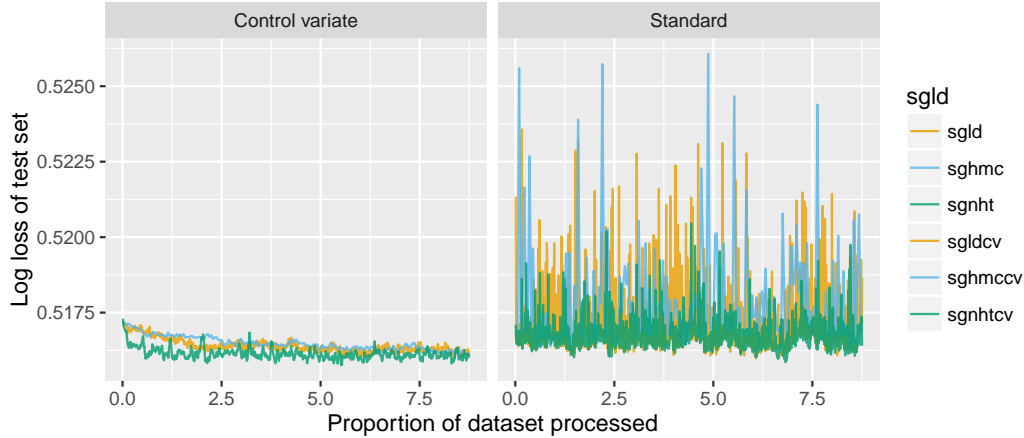 Control variate
Standard
Log loss of test set
0.5250
0.5225
0.5200
0.5175
0.0
2.5
5.0
7.5
0.0
2.5
5.0
7.5
Proportion of dataset processed
sgld
sgld
sghmc
sgnht
sgldcv
sghmccv
sgnhtcv